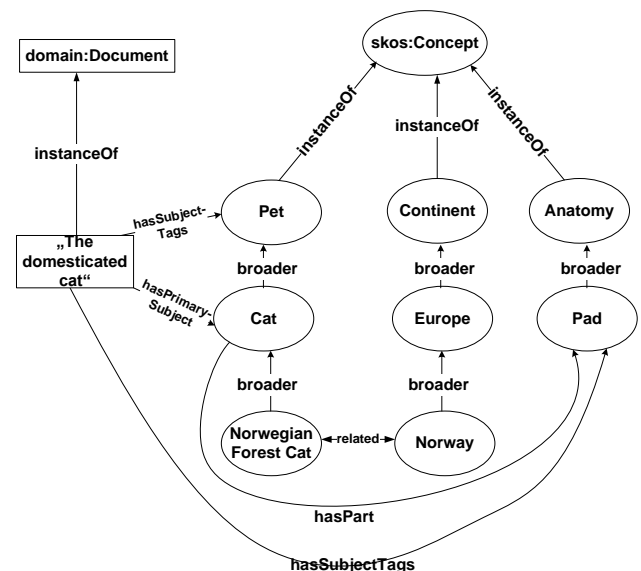 skos:Concept
domain:Document
instanceOf
instanceOf
instanceOf
instanceOf
hasSubject-
Tags
Pet
Continent
Anatomy
„The
domesticated
cat“
broader
broader
broader
hasPrimary-
Subject
Cat
Europe
Pad
broader
broader
Norwegian
Forest Cat
related
Norway
hasPart
hasSubjectTags